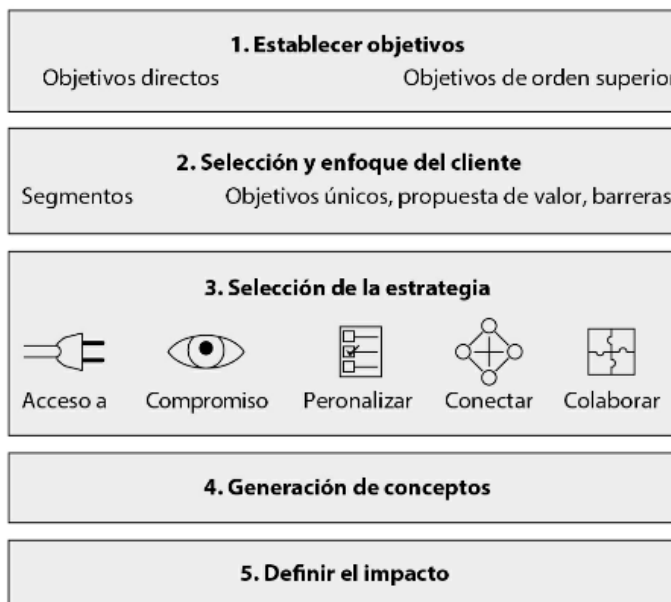 1. Establecer objetivos
Objetivos directos Objetivos de orden superior
2. Selección y enfoque del cliente
Segmentos Objetivos únicos, propuesta de valor, barreras
3. Selección de la estrategia
Acceso a Compromiso Peronalizar Conectar Colaborar
4. Generación de conceptos
5. Definir el impacto